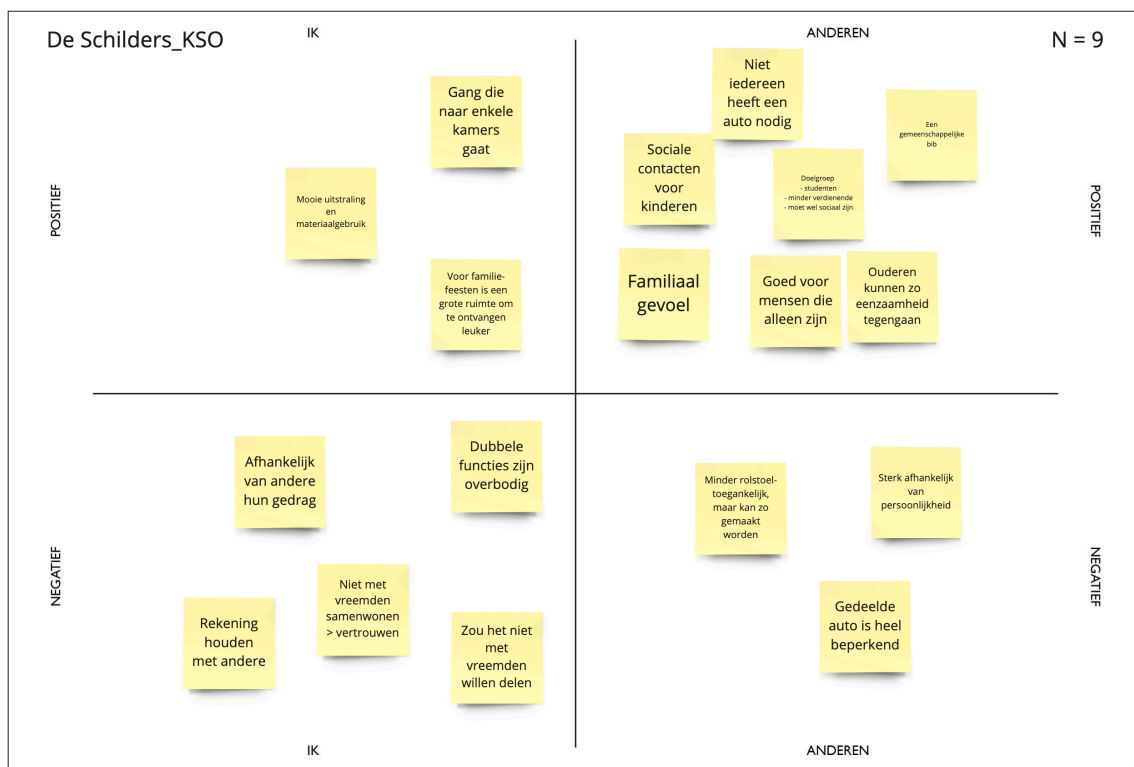 De Schilders_KSO
IK
ANDEREN
N = 9
POSITIEF
Gang die
naar enkele
kamers
gaat
Mooie uitstraling
en
materiaalgebruik
Voor familie-
feesten is een
grote ruimte om
te ontvangen
leuker
Niet
iedereen
heeft een
auto nodig
Een
gemeenschappelijke
bib
Sociale
contacten
voor
kinderen
Doelgroep
- studenten
- minder verdienende
- moet wel sociaal zijn
Familiaal
gevoel
Goed voor
mensen die
alleen zijn
Ouderen
kunnen zo
eenzaamheid
tegengaan
POSITIEF
NEGATIEF
Afhankelijk
van andere
hun gedrag
Dubbele
functies zijn
overbodig
Niet met
vreemden
samenwonen
> vertrouwen
Rekening
houden
met andere
Zou het niet
met
vreemden
willen delen
Minder rolstoel-
toegankelijk,
maar kan zo
gemaakt
worden
Sterk afhankelijk
van
persoonlijkheid
Gedeelde
auto is heel
beperkend
NEGATIEF
IK
ANDEREN